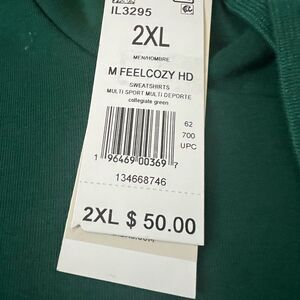 IL3295
2XL
MEN/HOMBRE
M FEELCOZY HD
SWEATSHIRTS
MULTI SPORT MULTI DEPORTE
collegiate green
62
700
UPC
1 96469 00369 7
134668746
2XL $ 50.00